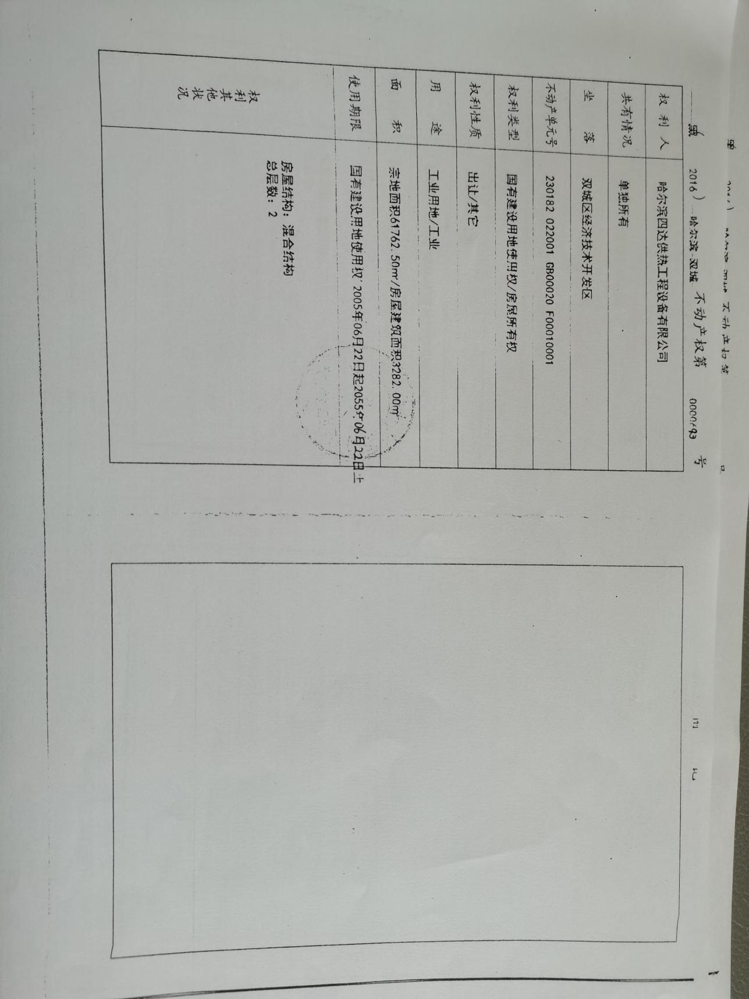 黑（2016）哈尔滨 双城 不动产权第 号
权利人 哈尔滨四达供热工程设备有限公司
共有情况 单独所有
坐落 双城区经济技术开发区
不动产单元号 230182 022001 GB00020 F00010001
权利类型 国有建设用地使用权/房屋所有权
权利性质 出让/其它
用途 工业用地/工业
面积 宗地面积61762.50㎡/房屋建筑面积3282.00㎡
使用期限 国有建设用地使用权 2005年06月22日起2055年06月22日止
权利其他状况
房屋结构：混合结构
总层数：2